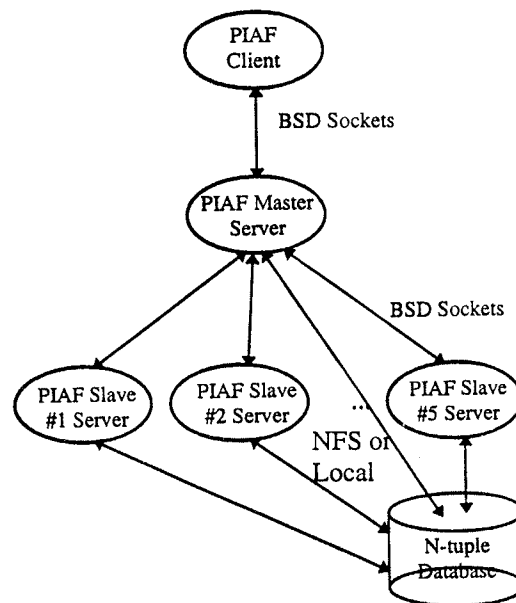 PIAF
Client
BSD Sockets
PIAF Master
Server
BSD Sockets
PIAF Slave
#1 Server
PIAF Slave
#2 Server
...
PIAF Slave
#5 Server
NFS or
Local
N-tuple
Database